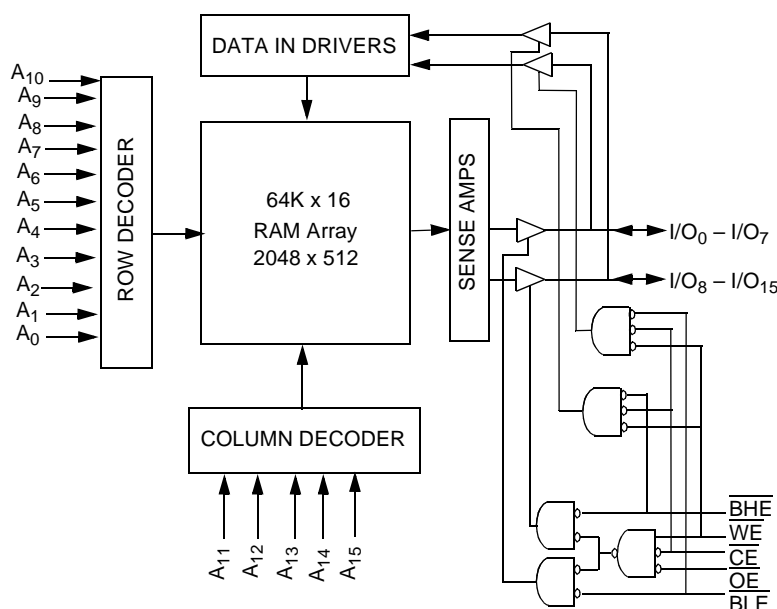 DATA IN DRIVERS
A10
A9
A8
A7
A6
A5
A4
A3
A2
A1
A0
ROW DECODER
64K x 16
RAM Array
2048 x 512
SENSE AMPS
I/O0 – I/O7
I/O8 – I/O15
COLUMN DECODER
A11
A12
A13
A14
A15
BHE
WE
CE
OE
BLE